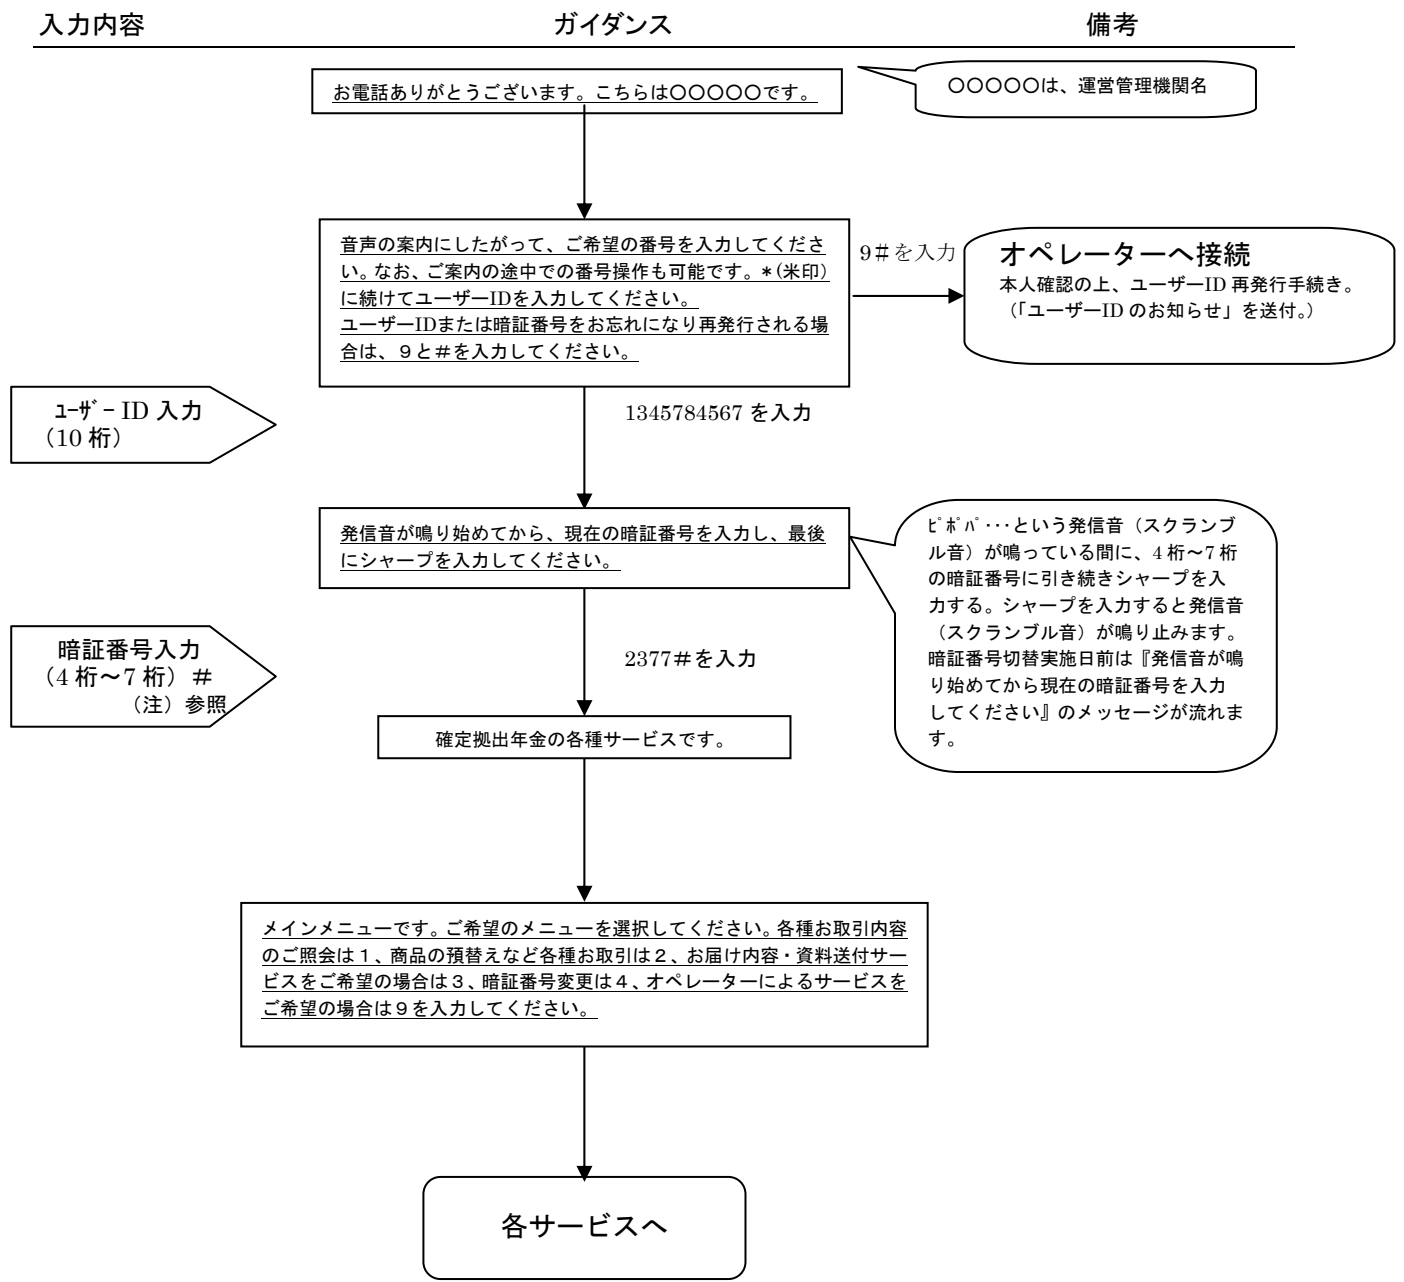 入力内容 ガイダンス 備考
お電話ありがとうございます。こちらは〇〇〇〇〇です。
〇〇〇〇〇は、運営管理機関名
音声の案内にしたがって、ご希望の番号を入力してくださ
い。なお、ご案内の途中での番号操作も可能です。＊(米印)
に続けてユーザーIDを入力してください。
ユーザーIDまたは暗証番号をお忘れになり再発行される場
合は、９と＃を入力してください。
9＃を入力
オペレーターへ接続
本人確認の上、ユーザーID 再発行手続き。
（「ユーザーID のお知らせ」を送付。）
ﾕｰｻﾞｰ ID 入力
（10 桁）
1345784567 を入力
発信音が鳴り始めてから、現在の暗証番号を入力し、最後
にシャープを入力してください。
ﾋﾟﾎﾟﾊﾟ･･･という発信音（スクランブ
ル音）が鳴っている間に、4 桁～7 桁
の暗証番号に引き続きシャープを入
力する。シャープを入力すると発信音
（スクランブル音）が鳴り止みます。
暗証番号切替実施日前は『発信音が鳴
り始めてから現在の暗証番号を入力
してください』のメッセージが流れま
す。
暗証番号入力
（4 桁～7 桁）＃
（注）参照
2377＃を入力
確定拠出年金の各種サービスです。
メインメニューです。ご希望のメニューを選択してください。各種お取引内容
のご照会は１、商品の預替えなど各種お取引は２、お届け内容・資料送付サー
ビスをご希望の場合は３、暗証番号変更は４、オペレーターによるサービスを
ご希望の場合は９を入力してください。
各サービスへ